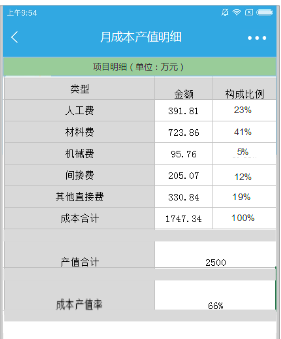 上午9:54
月成本产值明细
项目明细（单位：万元）
类型 金额 构成比例
人工费 391.81 23%
材料费 723.86 41%
机械费 95.76 5%
间接费 205.07 12%
其他直接费 330.84 19%
成本合计 1747.34 100%
产值合计 2500
成本产值率 66%